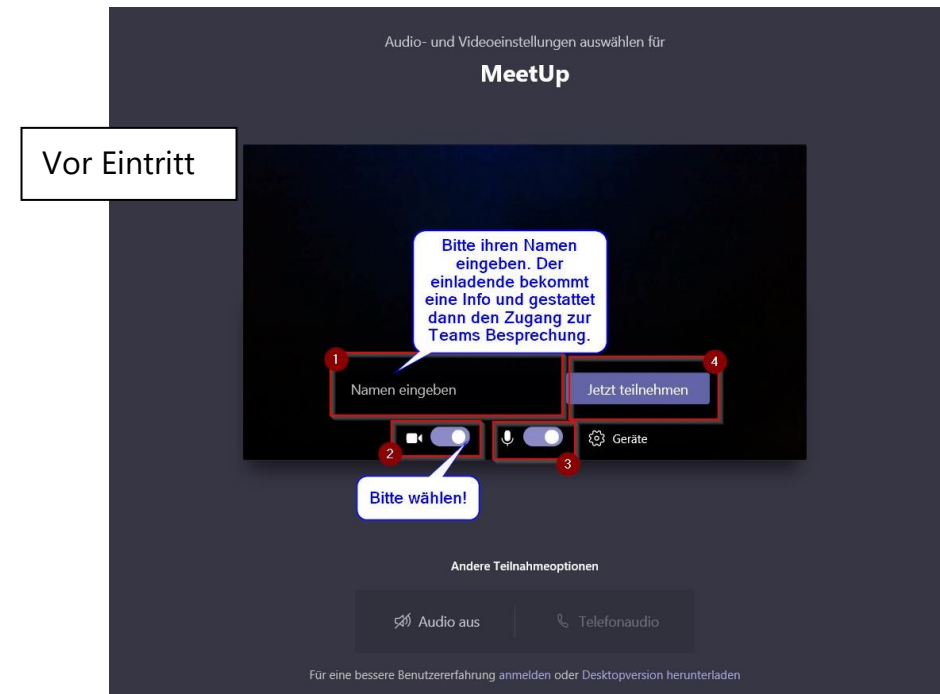 Audio- und Videoeinstellungen auswählen für
MeetUp
Vor Eintritt
Bitte ihren Namen
eingeben. Der
einladende bekommt
eine Info und gestattet
dann den Zugang zur
Teams Besprechung.
1
4
Namen eingeben
Jetzt teilnehmen
Geräte
2
3
Bitte wählen!
Andere Teilnahmeoptionen
Audio aus
Telefonaudio
Für eine bessere Benutzererfahrung anmelden oder Desktopversion herunterladen